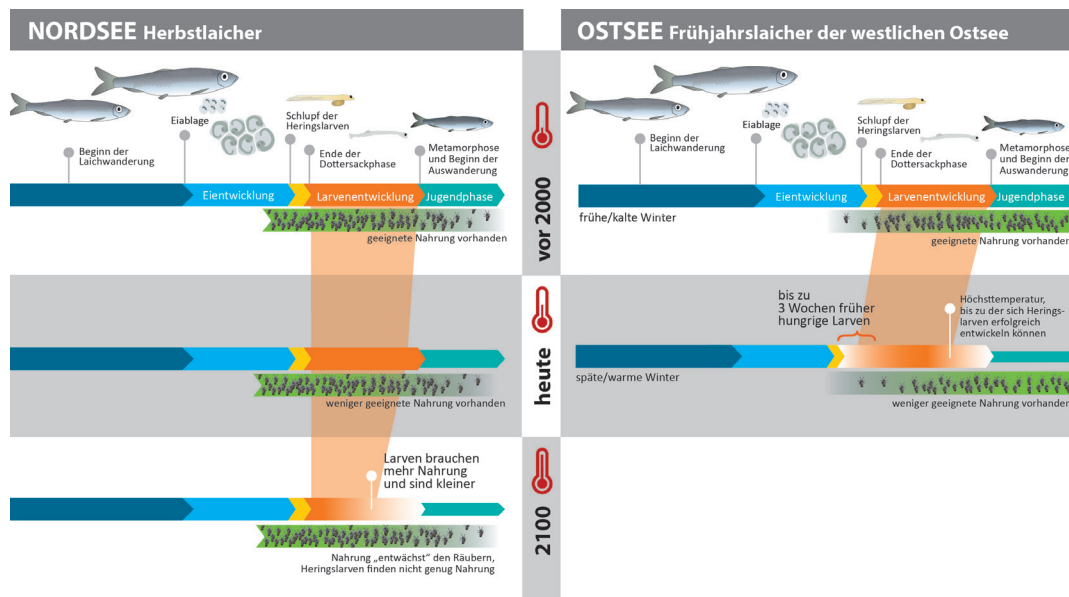 NORDSEE Herbstlaicher
Eiablage
Schlupf der
Heringslarven
Beginn der
Laichwanderung
Ende der
Dottersackphase
Metamorphose
und Beginn der
Auswanderung
Eientwicklung
Larvenentwicklung
Jugendphase
geeignete Nahrung vorhanden
weniger geeignete Nahrung vorhanden
Larven brauchen
mehr Nahrung
und sind kleiner
Nahrung „entwächst“ den Räubern,
Heringslarven finden nicht genug Nahrung
vor 2000
heute
2100
OSTSEE Frühjahrslaicher der westlichen Ostsee
Eiablage
Schlupf der
Heringslarven
Beginn der
Laichwanderung
Ende der
Dottersackphase
Metamorphose
und Beginn der
Auswanderung
Eientwicklung
Larvenentwicklung
Jugendphase
frühe/kalte Winter
geeignete Nahrung vorhanden
bis zu
3 Wochen früher
hungrige Larven
Höchsttemperatur,
bis zu der sich Herings-
larven erfolgreich
entwickeln können
späte/warme Winter
weniger geeignete Nahrung vorhanden